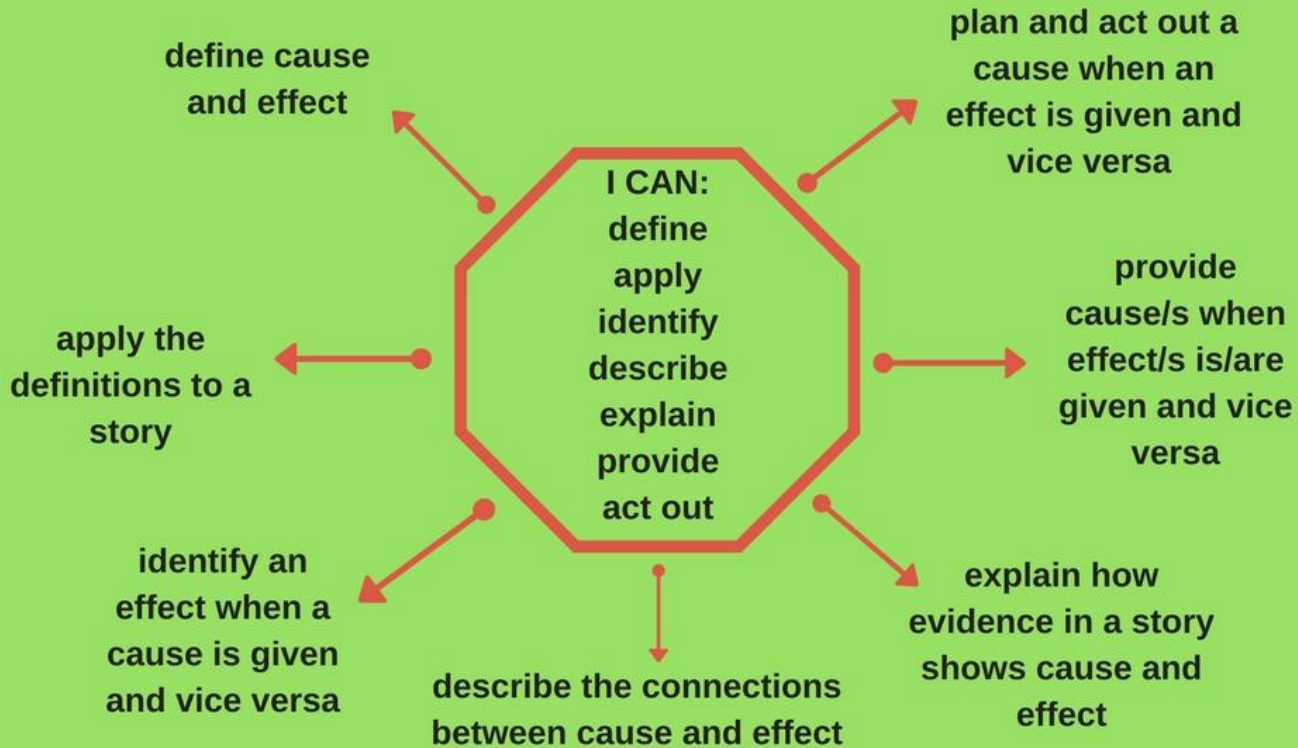 I CAN:
define
apply
identify
describe
explain
provide
act out
define cause
and effect
apply the
definitions to a
story
identify an
effect when a
cause is given
and vice versa
describe the connections
between cause and effect
explain how
evidence in a story
shows cause and
effect
provide
cause/s when
effect/s is/are
given and vice
versa
plan and act out a
cause when an
effect is given and
vice versa